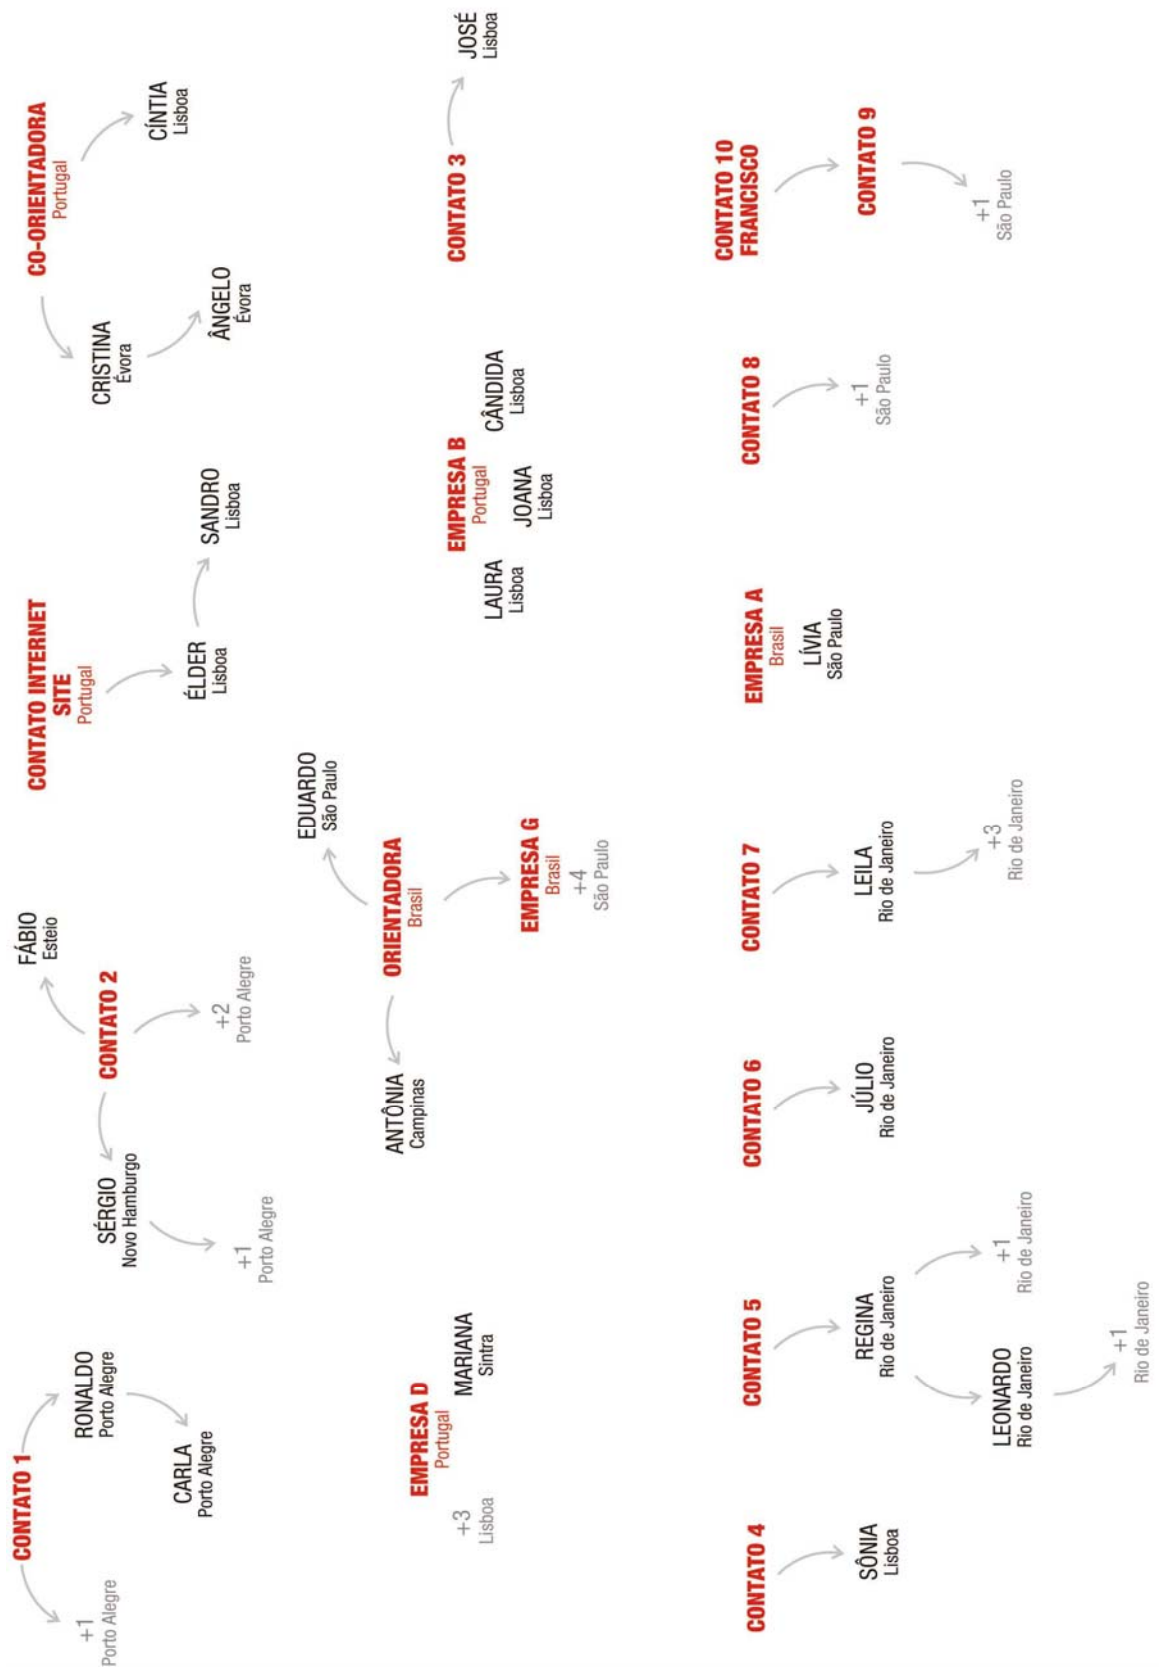 CONTATO 1
+1
Porto Alegre
RONALDO
Porto Alegre
CARLA
Porto Alegre
FÁBIO
Esteio
CONTATO 2
SÉRGIO
Novo Hamburgo
+1
Porto Alegre
+2
Porto Alegre
CONTATO INTERNET
SITE
Portugal
ÉLDER
Lisboa
SANDRO
Lisboa
CO-ORIENTADORA
Portugal
CRISTINA
Évora
ÂNGELO
Évora
CÍNTIA
Lisboa
EMPRESA D
Portugal
+3
Lisboa
MARIANA
Sintra
EDUARDO
São Paulo
ORIENTADORA
Brasil
ANTÔNIA
Campinas
EMPRESA G
Brasil
+4
São Paulo
EMPRESA B
Portugal
LAURA
Lisboa
JOANA
Lisboa
CÂNDIDA
Lisboa
CONTATO 3
JOSÉ
Lisboa
CONTATO 4
SÔNIA
Lisboa
CONTATO 5
REGINA
Rio de Janeiro
LEONARDO
Rio de Janeiro
+1
Rio de Janeiro
+1
Rio de Janeiro
CONTATO 6
JÚLIO
Rio de Janeiro
CONTATO 7
LEILA
Rio de Janeiro
+3
Rio de Janeiro
EMPRESA A
Brasil
LÍVIA
São Paulo
CONTATO 8
+1
São Paulo
CONTATO 10
FRANCISCO
CONTATO 9
+1
São Paulo